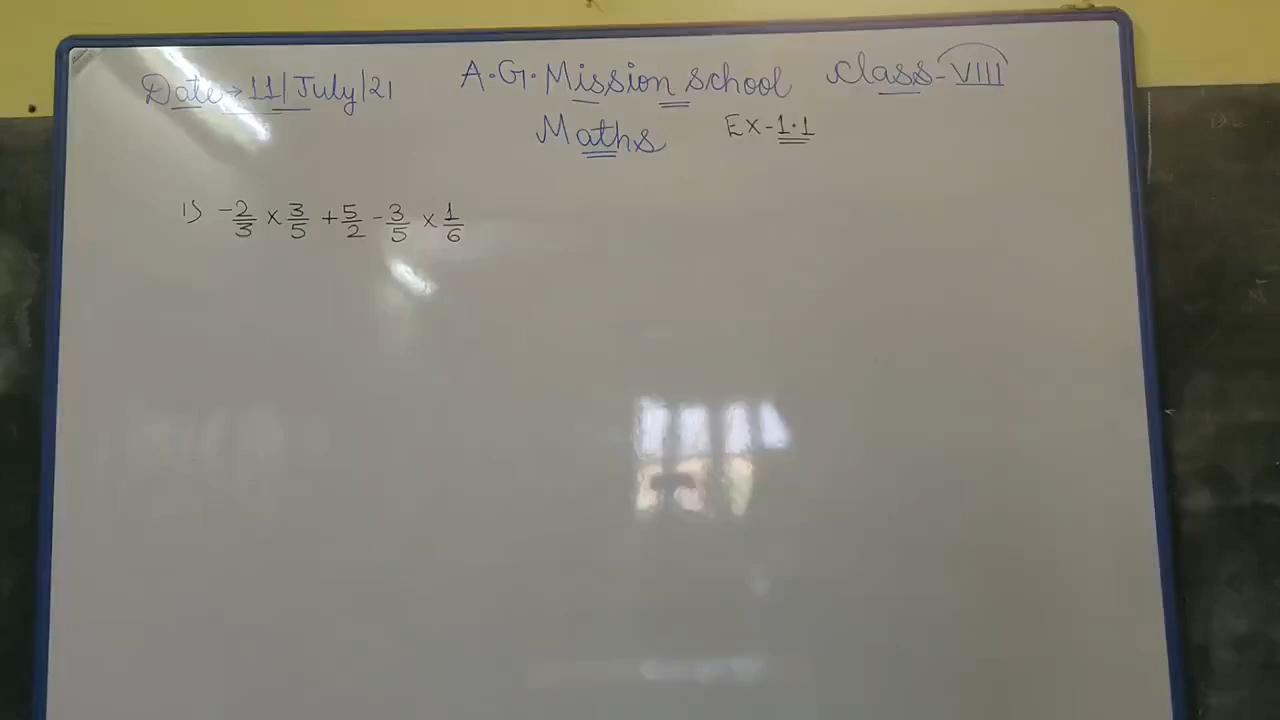 Date → 11/July/21 A.G.Mission school class-VIII
Maths Ex-1.1
1) -2/3 × 3/5 + 5/2 - 3/5 × 1/6